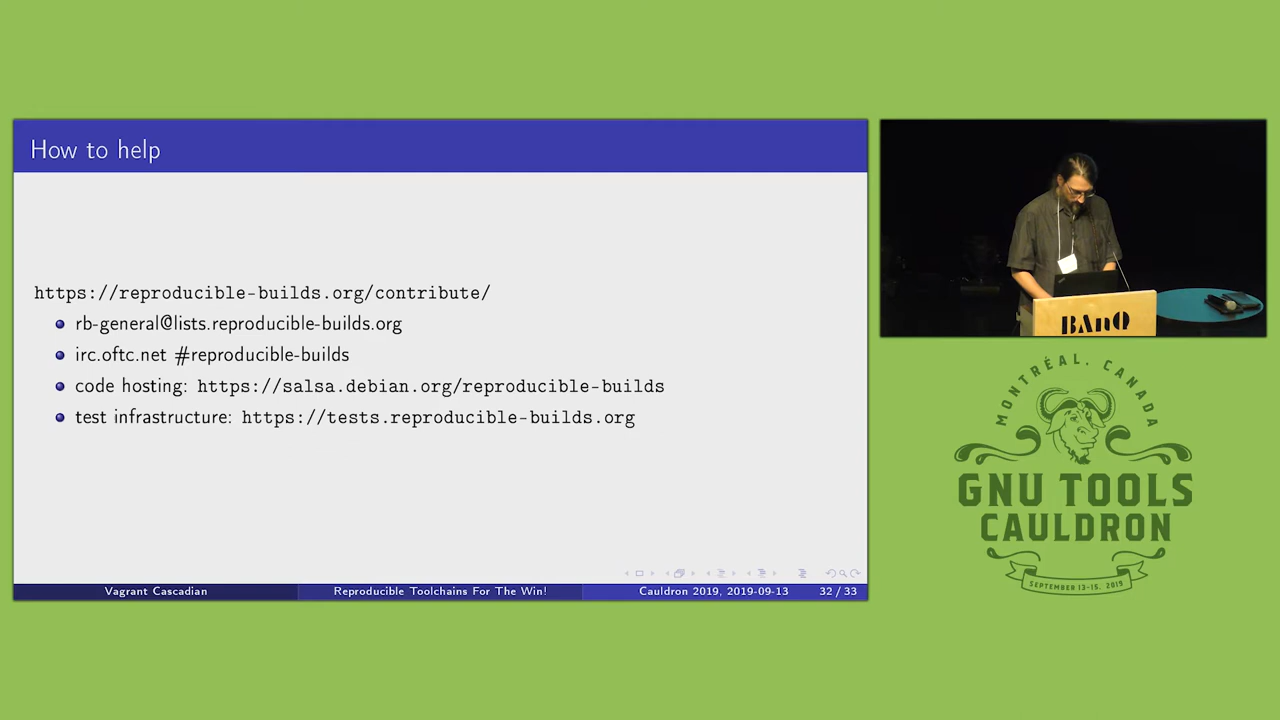 How to help
https://reproducible-builds.org/contribute/
rb-general@lists.reproducible-builds.org
irc.oftc.net #reproducible-builds
code hosting: https://salsa.debian.org/reproducible-builds
test infrastructure: https://tests.reproducible-builds.org
Vagrant Cascadian
Reproducible Toolchains For The Win!
Cauldron 2019, 2019-09-13
32 / 33
BAnQ
MONTRÉAL, CANADA
GNU TOOLS
CAULDRON
SEPTEMBER 13-15, 2019